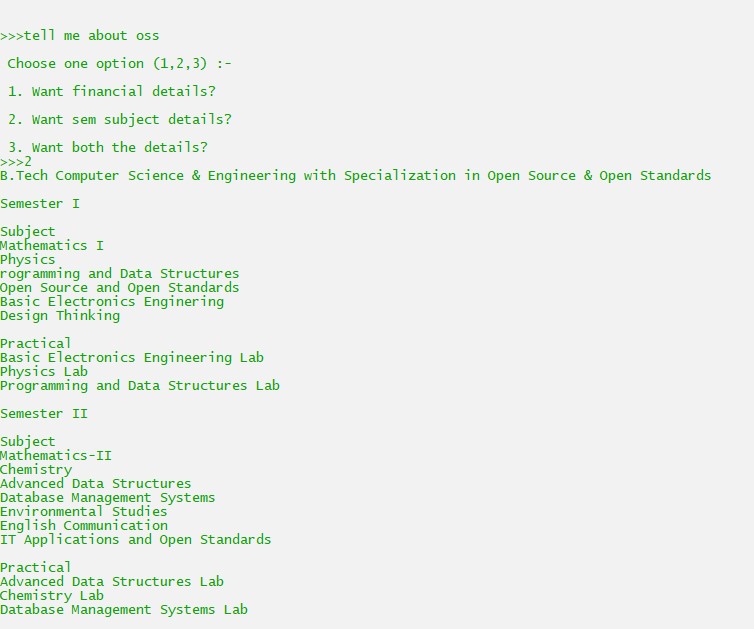 >>>tell me about oss
Choose one option (1,2,3) :-
1. Want financial details?
2. Want sem subject details?
3. Want both the details?
>>>2
B.Tech Computer Science & Engineering with Specialization in Open Source & Open Standards
Semester I
Subject
Mathematics I
Physics
rogramming and Data Structures
Open Source and Open Standards
Basic Electronics Enginering
Design Thinking
Practical
Basic Electronics Engineering Lab
Physics Lab
Programming and Data Structures Lab
Semester II
Subject
Mathematics-II
Chemistry
Advanced Data Structures
Database Management Systems
Environmental Studies
English Communication
IT Applications and Open Standards
Practical
Advanced Data Structures Lab
Chemistry Lab
Database Management Systems Lab